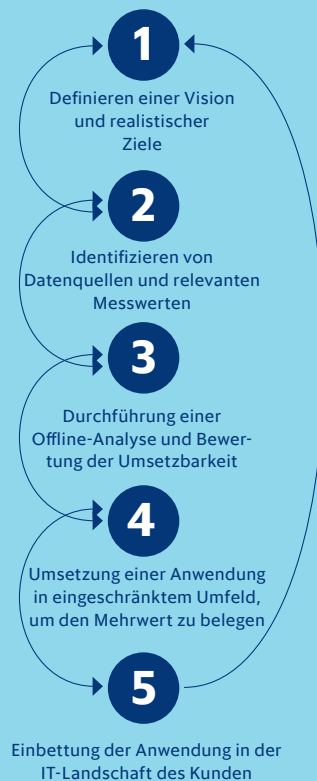 1
Definieren einer Vision
und realistischer
Ziele
2
Identifizieren von
Datenquellen und relevanten
Messwerten
3
Durchführung einer
Offline-Analyse und Bewer-
tung der Umsetzbarkeit
4
Umsetzung einer Anwendung
in eingeschränktem Umfeld,
um den Mehrwert zu belegen
5
Einbettung der Anwendung in der
IT-Landschaft des Kunden